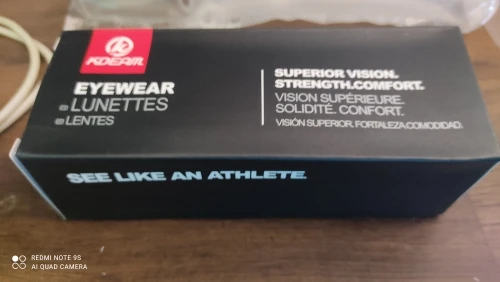 KDEAM
EYEWEAR
LUNETTES
LENTES
SUPERIOR VISION.
STRENGTH.COMFORT.
VISION SUPÉRIEURE.
SOLIDITÉ. CONFORT.
VISIÓN SUPERIOR. FORTALEZA.COMODIDAD.
SEE LIKE AN ATHLETE.
REDMI NOTE 9S
AI QUAD CAMERA